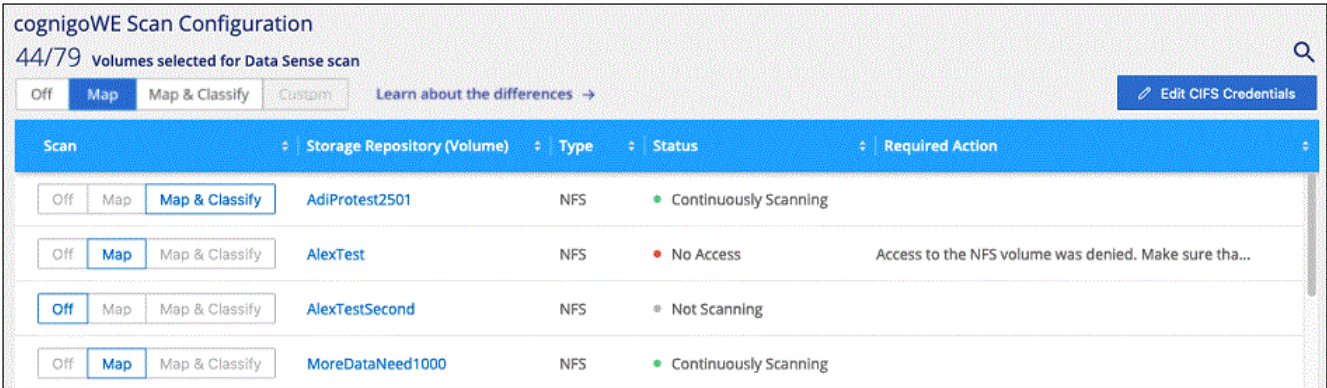 cognigoWE Scan Configuration
44/79 Volumes selected for Data Sense scan
Off Map Map & Classify Custom Learn about the differences → Edit CIFS Credentials
Scan Storage Repository (Volume) Type Status Required Action
Off Map Map & Classify AdiProtest2501 NFS Continuously Scanning
Off Map Map & Classify AlexTest NFS No Access Access to the NFS volume was denied. Make sure tha...
Off Map Map & Classify AlexTestSecond NFS Not Scanning
Off Map Map & Classify MoreDataNeed1000 NFS Continuously Scanning